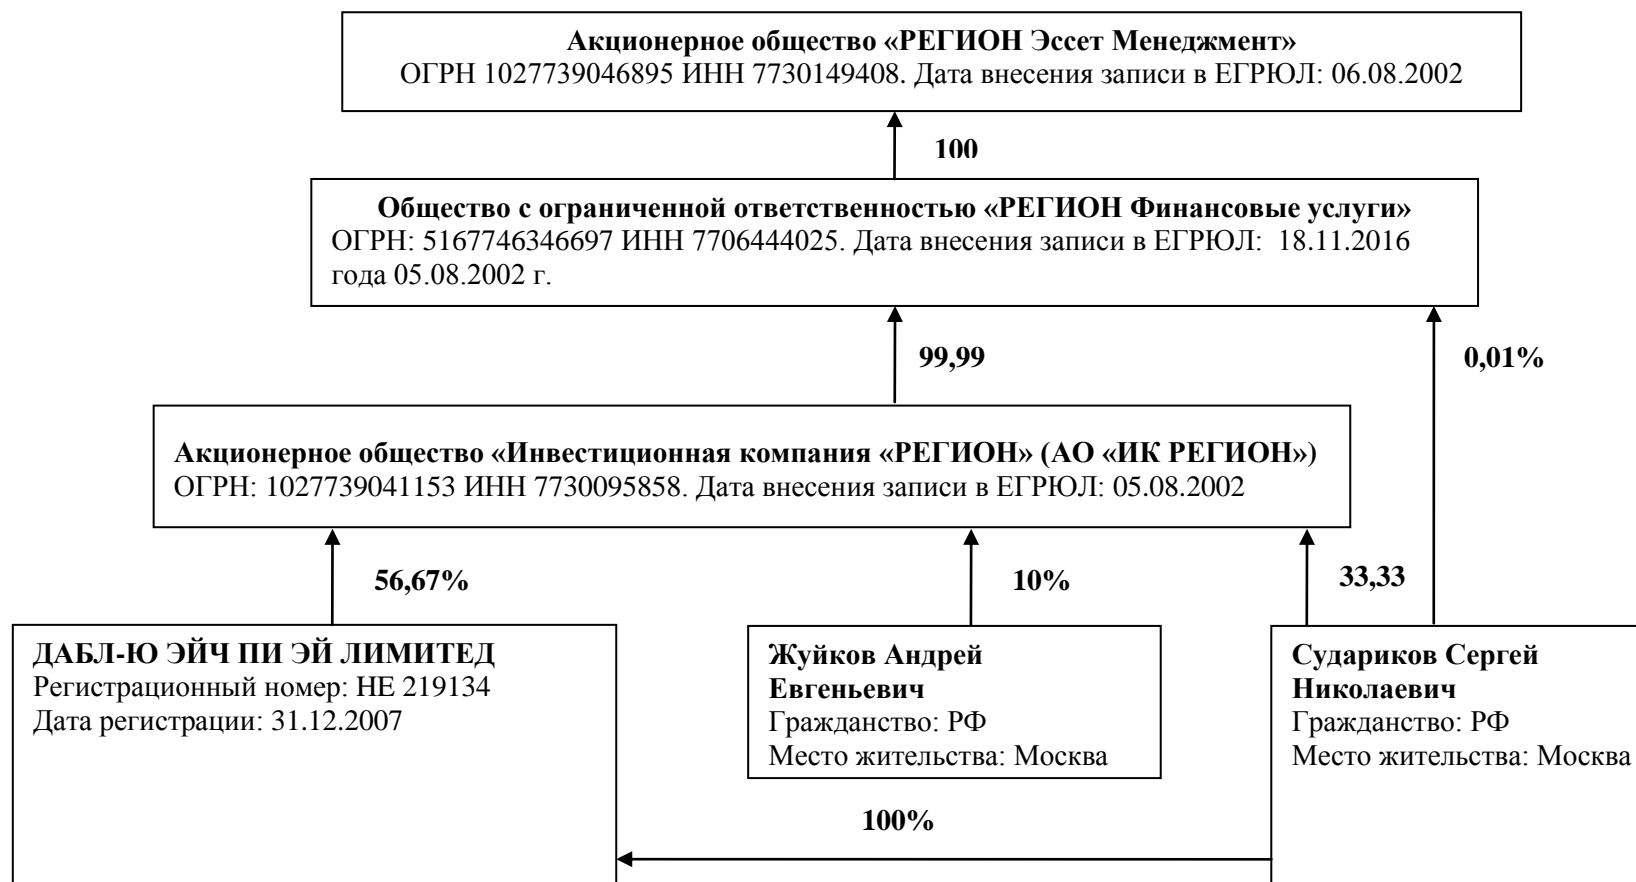 Акционерное общество «РЕГИОН Эссет Менеджмент»
ОГРН 1027739046895 ИНН 7730149408. Дата внесения записи в ЕГРЮЛ: 06.08.2002
100
Общество с ограниченной ответственностью «РЕГИОН Финансовые услуги»
ОГРН: 5167746346697 ИНН 7706444025. Дата внесения записи в ЕГРЮЛ: 18.11.2016
года 05.08.2002 г.
99,99
0,01%
Акционерное общество «Инвестиционная компания «РЕГИОН» (АО «ИК РЕГИОН»)
ОГРН: 1027739041153 ИНН 7730095858. Дата внесения записи в ЕГРЮЛ: 05.08.2002
56,67%
10%
33,33
ДАБЛ-Ю ЭЙЧ ПИ ЭЙ ЛИМИТЕД
Регистрационный номер: НЕ 219134
Дата регистрации: 31.12.2007
Жуйков Андрей
Евгеньевич
Гражданство: РФ
Место жительства: Москва
Судариков Сергей
Николаевич
Гражданство: РФ
Место жительства: Москва
100%